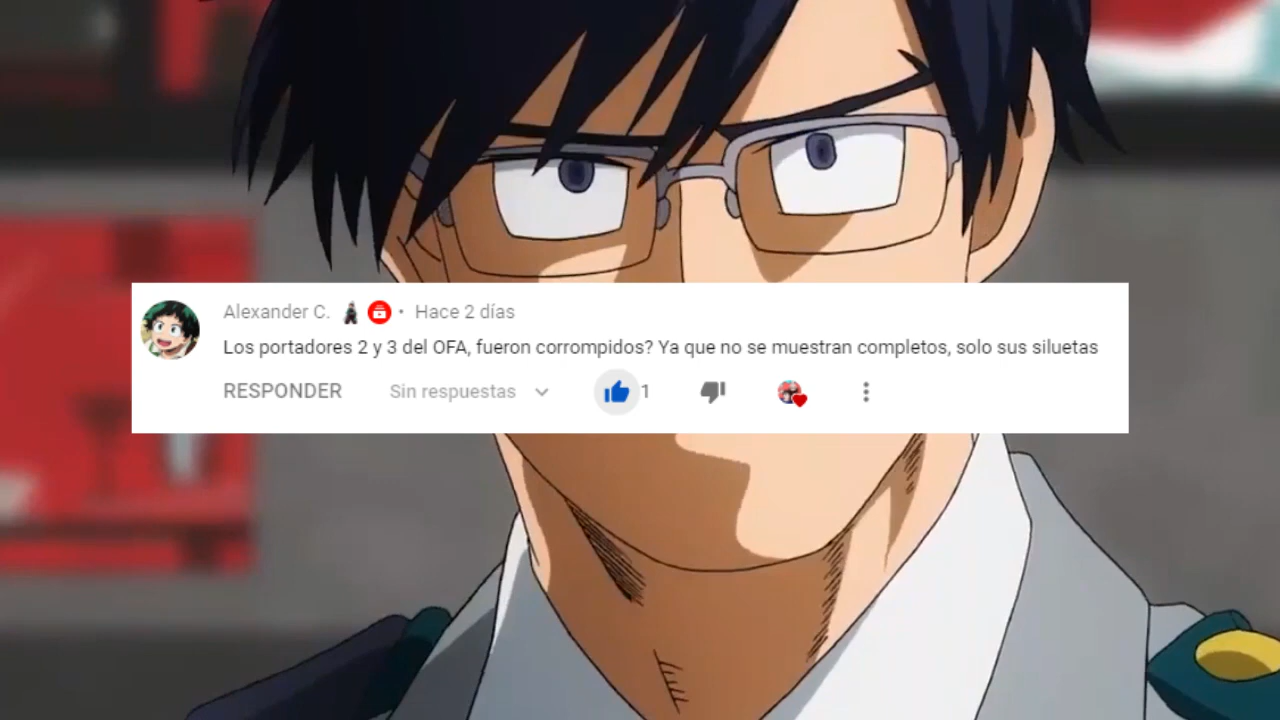 Alexander C. • Hace 2 días
Los portadores 2 y 3 del OFA, fueron corrompidos? Ya que no se muestran completos, solo sus siluetas
RESPONDER Sin respuestas 1